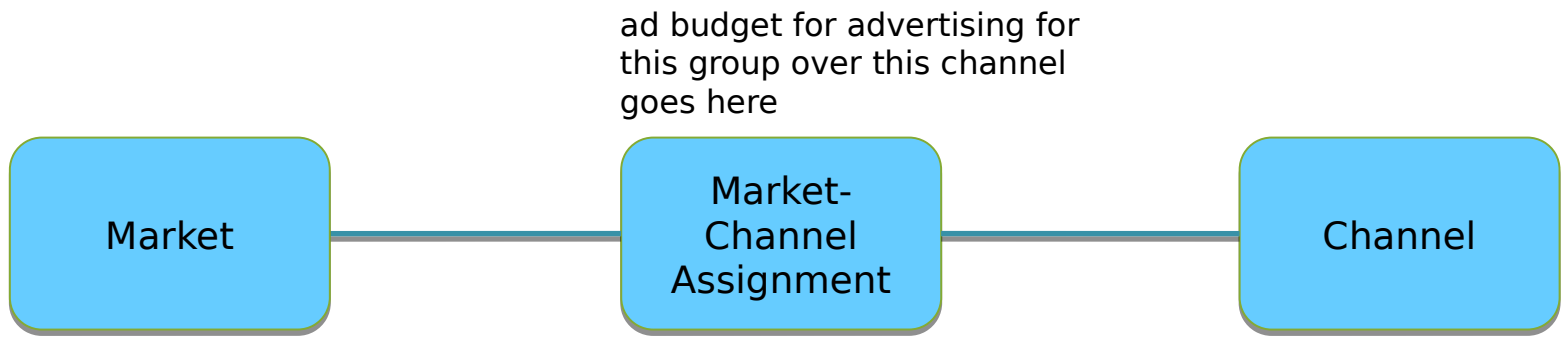 ad budget for advertising for
this group over this channel
goes here
Market
Market-
Channel
Assignment
Channel